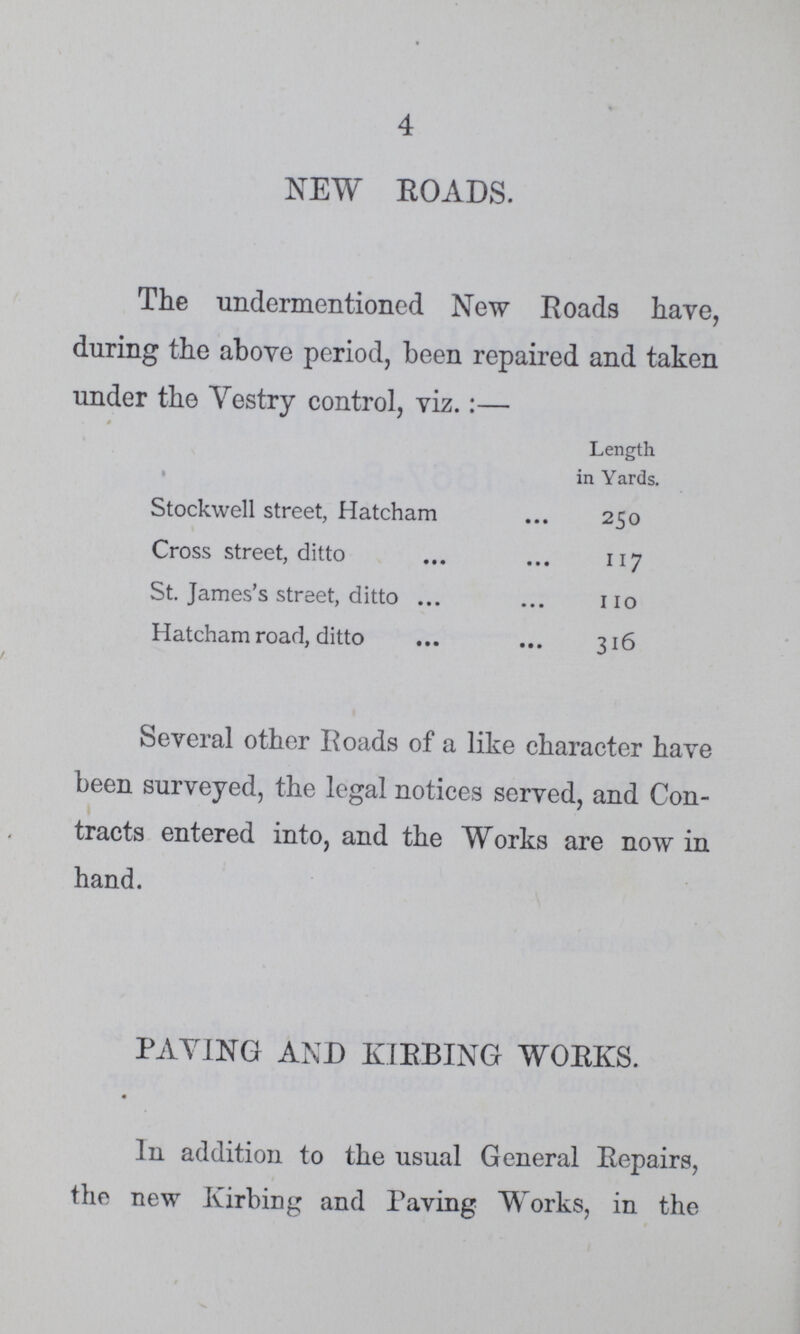 4
NEW ROADS.
The undermentioned New Roads have,
during the above period, been repaired and taken
under the Vestry control, viz. :—
Length
in Yards.
Stockwell street, Hatcham ... 250
Cross street, ditto ... ... 117
St. James's street, ditto ... ... 110
Hatcham road, ditto ... ... 316
Several other Roads of a like character have
been surveyed, the legal notices served, and Con-
tracts entered into, and the Works are now in
hand.
PAVING AND KIRBING WORKS.
In addition to the usual General Repairs,
the new Kirbing and Paving Works, in the